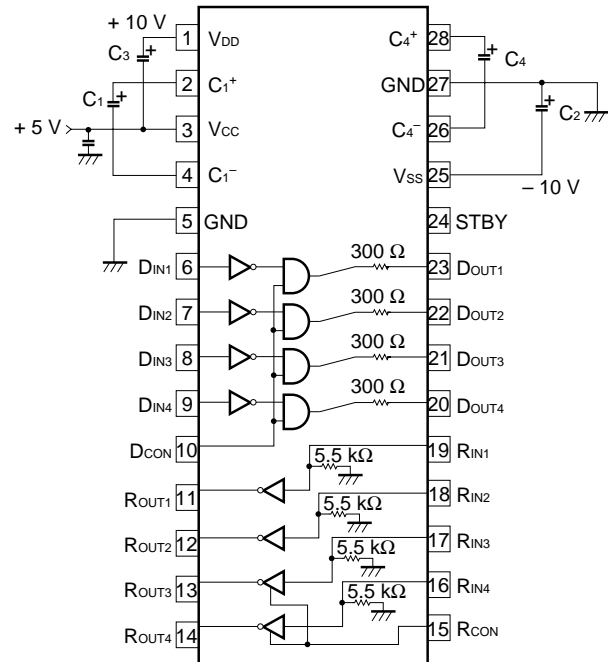 + 10 V
1 VDD C4+ 28
C3 + + C4
2 C1+ GND 27
C1 + + C2
+ 5 V 3 VCC C4− 26
4 C1− VSS 25
− 10 V
5 GND 24 STBY
300 Ω
DIN1 6 23 DOUT1
300 Ω
DIN2 7 22 DOUT2
300 Ω
DIN3 8 21 DOUT3
300 Ω
DIN4 9 20 DOUT4
DCON 10 19 RIN1
5.5 kΩ
ROUT1 11 18 RIN2
5.5 kΩ
ROUT2 12 17 RIN3
5.5 kΩ
ROUT3 13 16 RIN4
5.5 kΩ
ROUT4 14 15 RCON